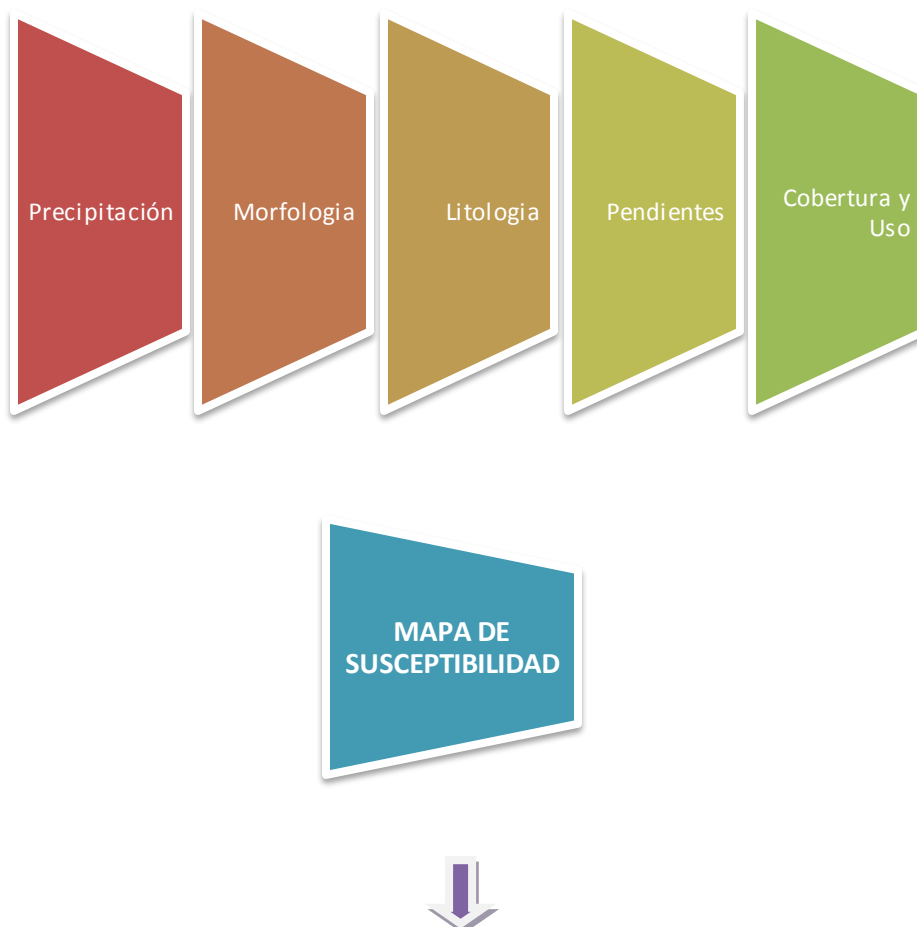 Precipitación
Morfologia
Litologia
Pendientes
Cobertura y
Uso
MAPA DE
SUSCEPTIBILIDAD